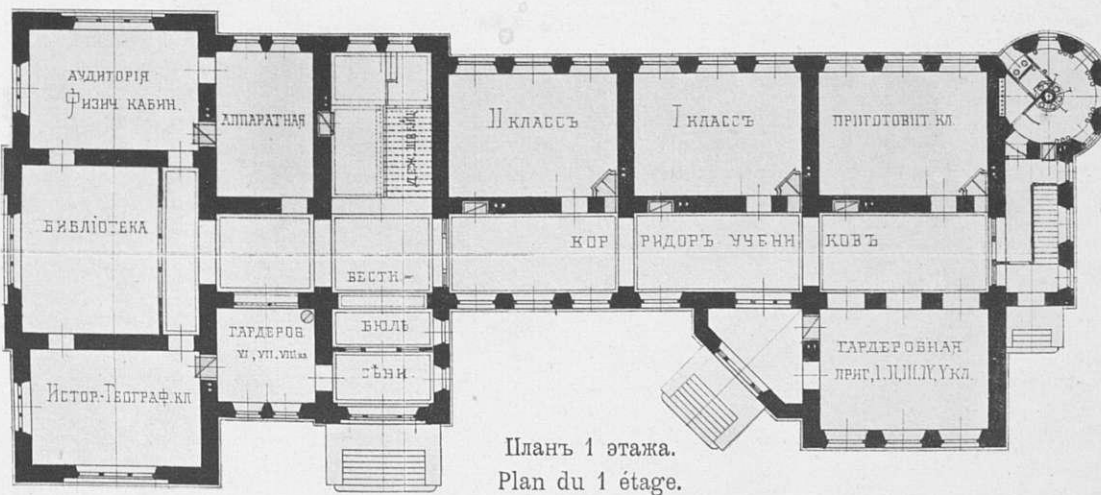 АУДИТОРІЯ
ФИЗИЧ КАБИН.
АППАРАТНАЯ
II КЛАССЪ
I КЛАССЪ
ПРИГОТОВИТ КЛ.
БИБЛІОТЕКА
ВЕСТИ-
КОР РИДОРЪ УЧЕНИ КОВЪ
ГАРДЕРОБ.
VI, VII, VIII КЛ
БЮЛЬ
СѢНИ
ИСТОР.-ГЕОГРАФ. КЛ
ГАРДЕРОБНАЯ
ПРИГ, I, II, III, IV, V КЛ.
Планъ 1 этажа.
Plan du 1 étage.